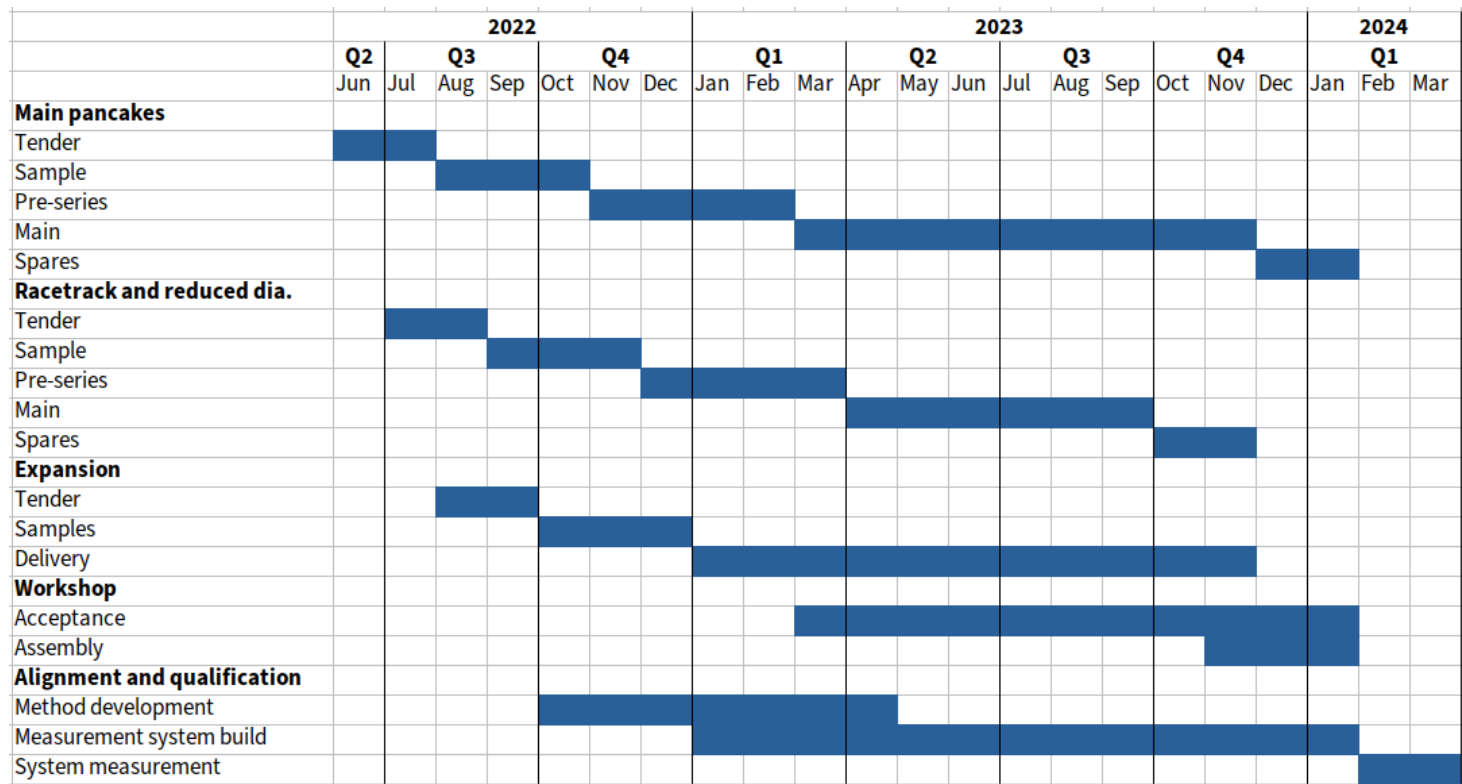 2022 2023 2024
Q2 Q3 Q4 Q1 Q2 Q3 Q4 Q1
Jun Jul Aug Sep Oct Nov Dec Jan Feb Mar Apr May Jun Jul Aug Sep Oct Nov Dec Jan Feb Mar
Main pancakes
Tender
Sample
Pre-series
Main
Spares
Racetrack and reduced dia.
Tender
Sample
Pre-series
Main
Spares
Expansion
Tender
Samples
Delivery
Workshop
Acceptance
Assembly
Alignment and qualification
Method development
Measurement system build
System measurement